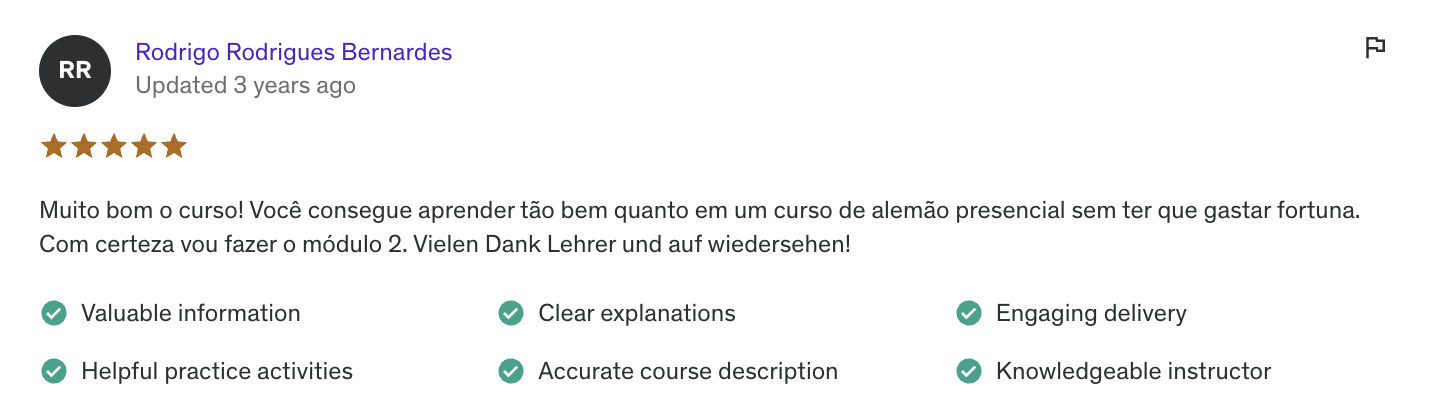 RR
Rodrigo Rodrigues Bernardes
Updated 3 years ago
Muito bom o curso! Você consegue aprender tão bem quanto em um curso de alemão presencial sem ter que gastar fortuna.
Com certeza vou fazer o módulo 2. Vielen Dank Lehrer und auf wiedersehen!
Valuable information
Clear explanations
Engaging delivery
Helpful practice activities
Accurate course description
Knowledgeable instructor